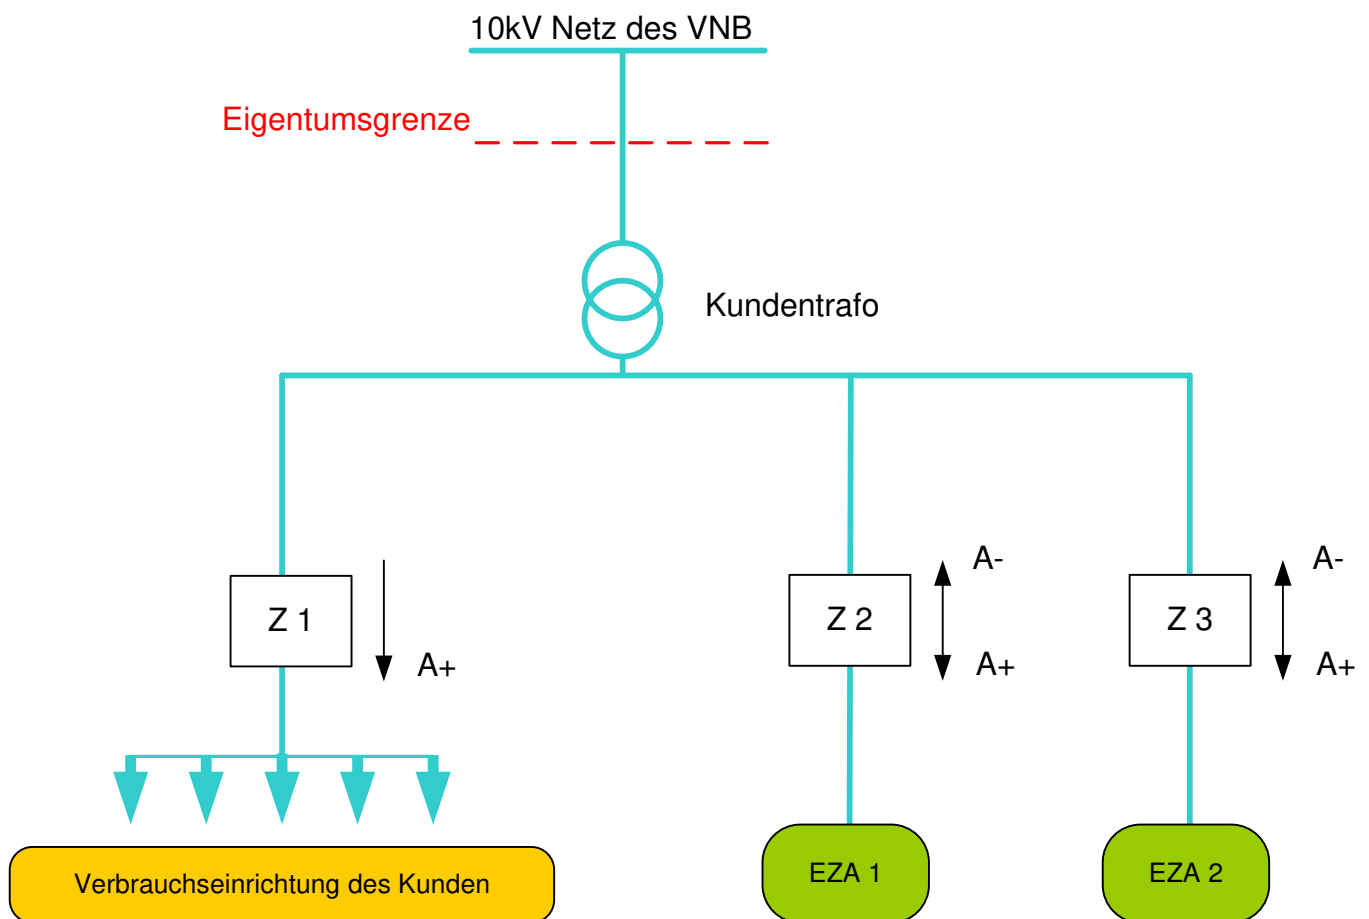 10kV Netz des VNB
Eigentumsgrenze
Kundentrafo
Z 1
A+
Z 2
A-
A+
Z 3
A-
A+
Verbrauchseinrichtung des Kunden
EZA 1
EZA 2